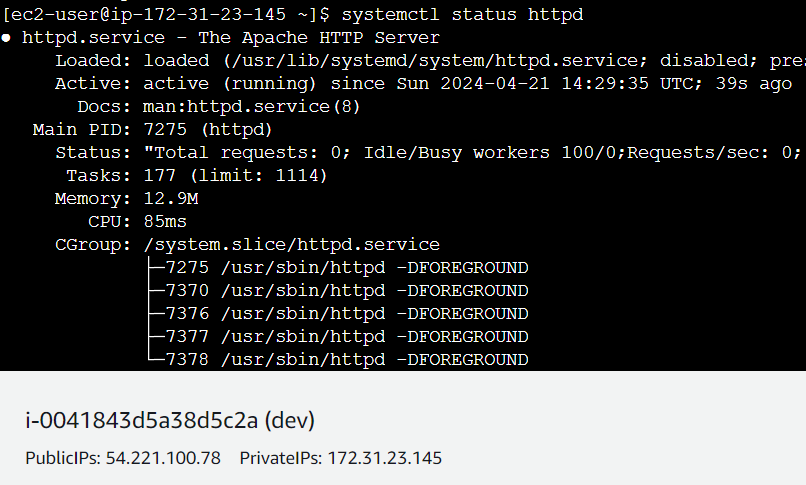 [ec2-user@ip-172-31-23-145 ~]$ systemctl status httpd
● httpd.service - The Apache HTTP Server
Loaded: loaded (/usr/lib/systemd/system/httpd.service; disabled; pres
Active: active (running) since Sun 2024-04-21 14:29:35 UTC; 39s ago
Docs: man:httpd.service(8)
Main PID: 7275 (httpd)
Status: "Total requests: 0; Idle/Busy workers 100/0;Requests/sec: 0;
Tasks: 177 (limit: 1114)
Memory: 12.9M
CPU: 85ms
CGroup: /system.slice/httpd.service
├─7275 /usr/sbin/httpd -DFOREGROUND
├─7370 /usr/sbin/httpd -DFOREGROUND
├─7376 /usr/sbin/httpd -DFOREGROUND
├─7377 /usr/sbin/httpd -DFOREGROUND
└─7378 /usr/sbin/httpd -DFOREGROUND
i-0041843d5a38d5c2a (dev)
PublicIPs: 54.221.100.78 PrivateIPs: 172.31.23.145